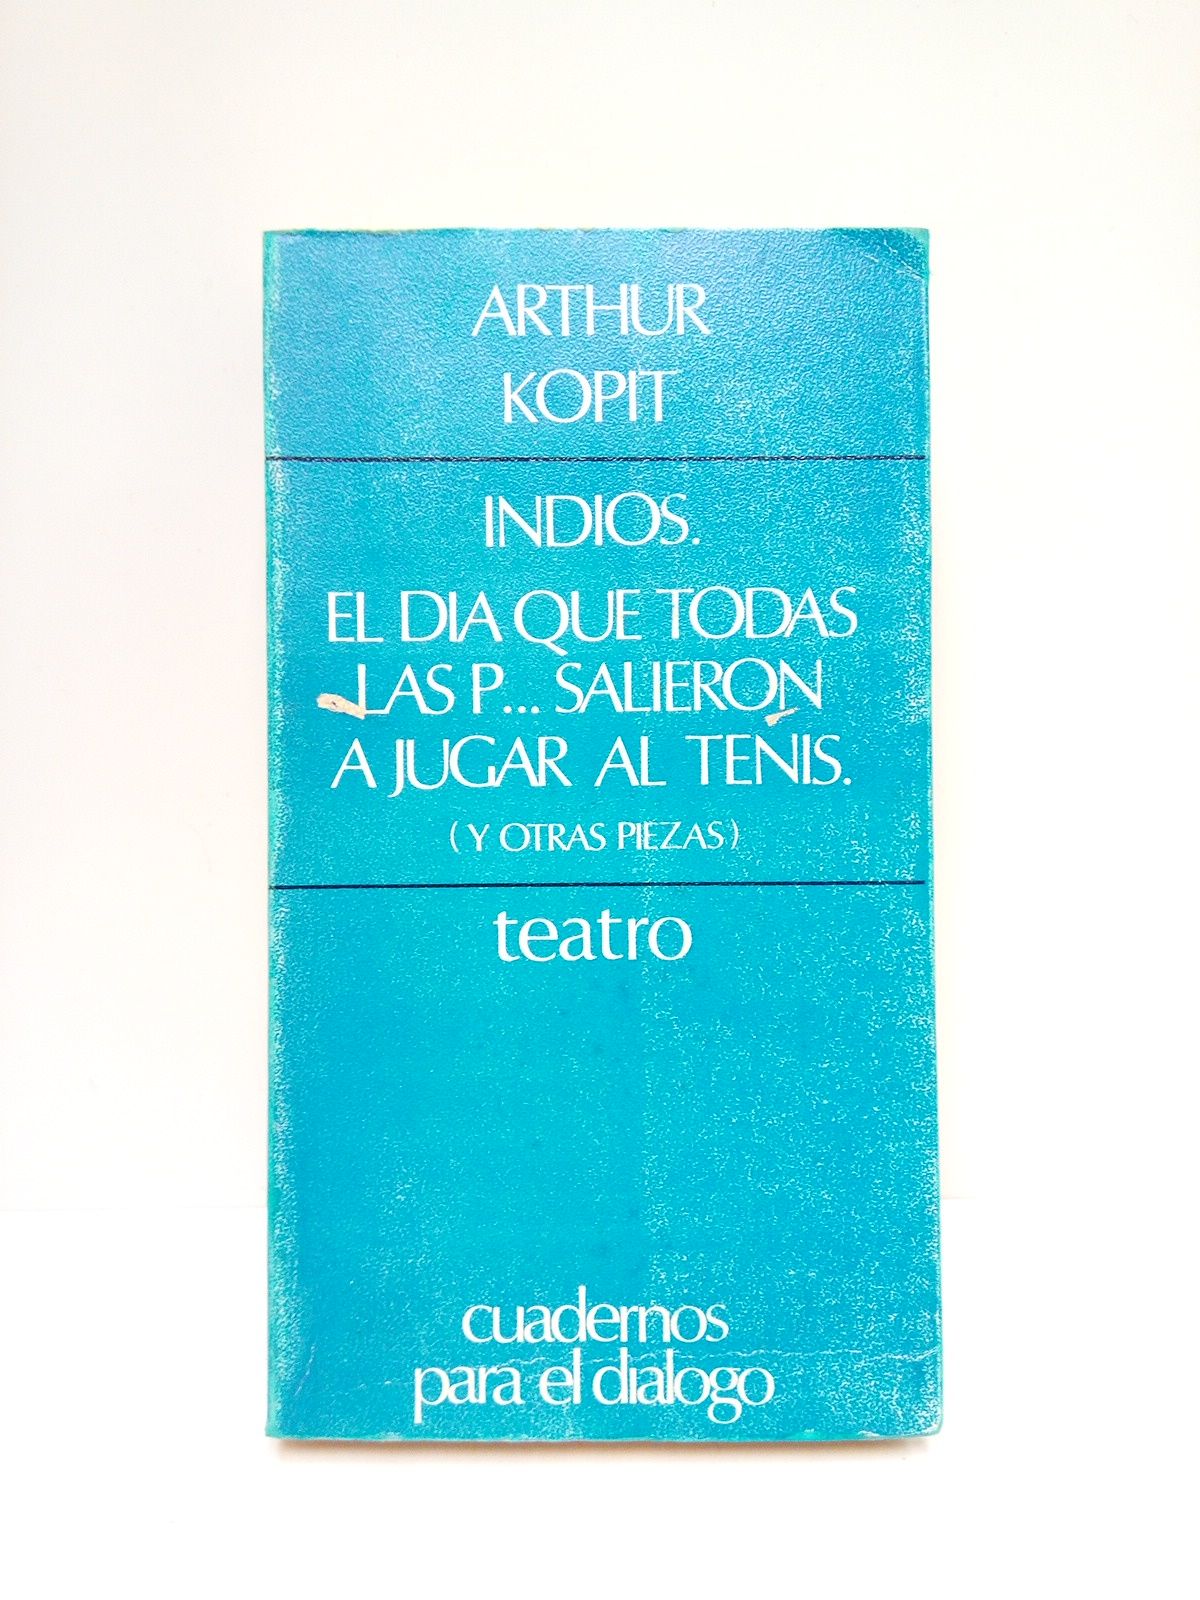 ARTHUR
KOPIT
INDIOS.
EL DIA QUE TODAS
LAS P... SALIERON
A JUGAR AL TENIS.
(Y OTRAS PIEZAS)
teatro
cuadernos
para el dialogo